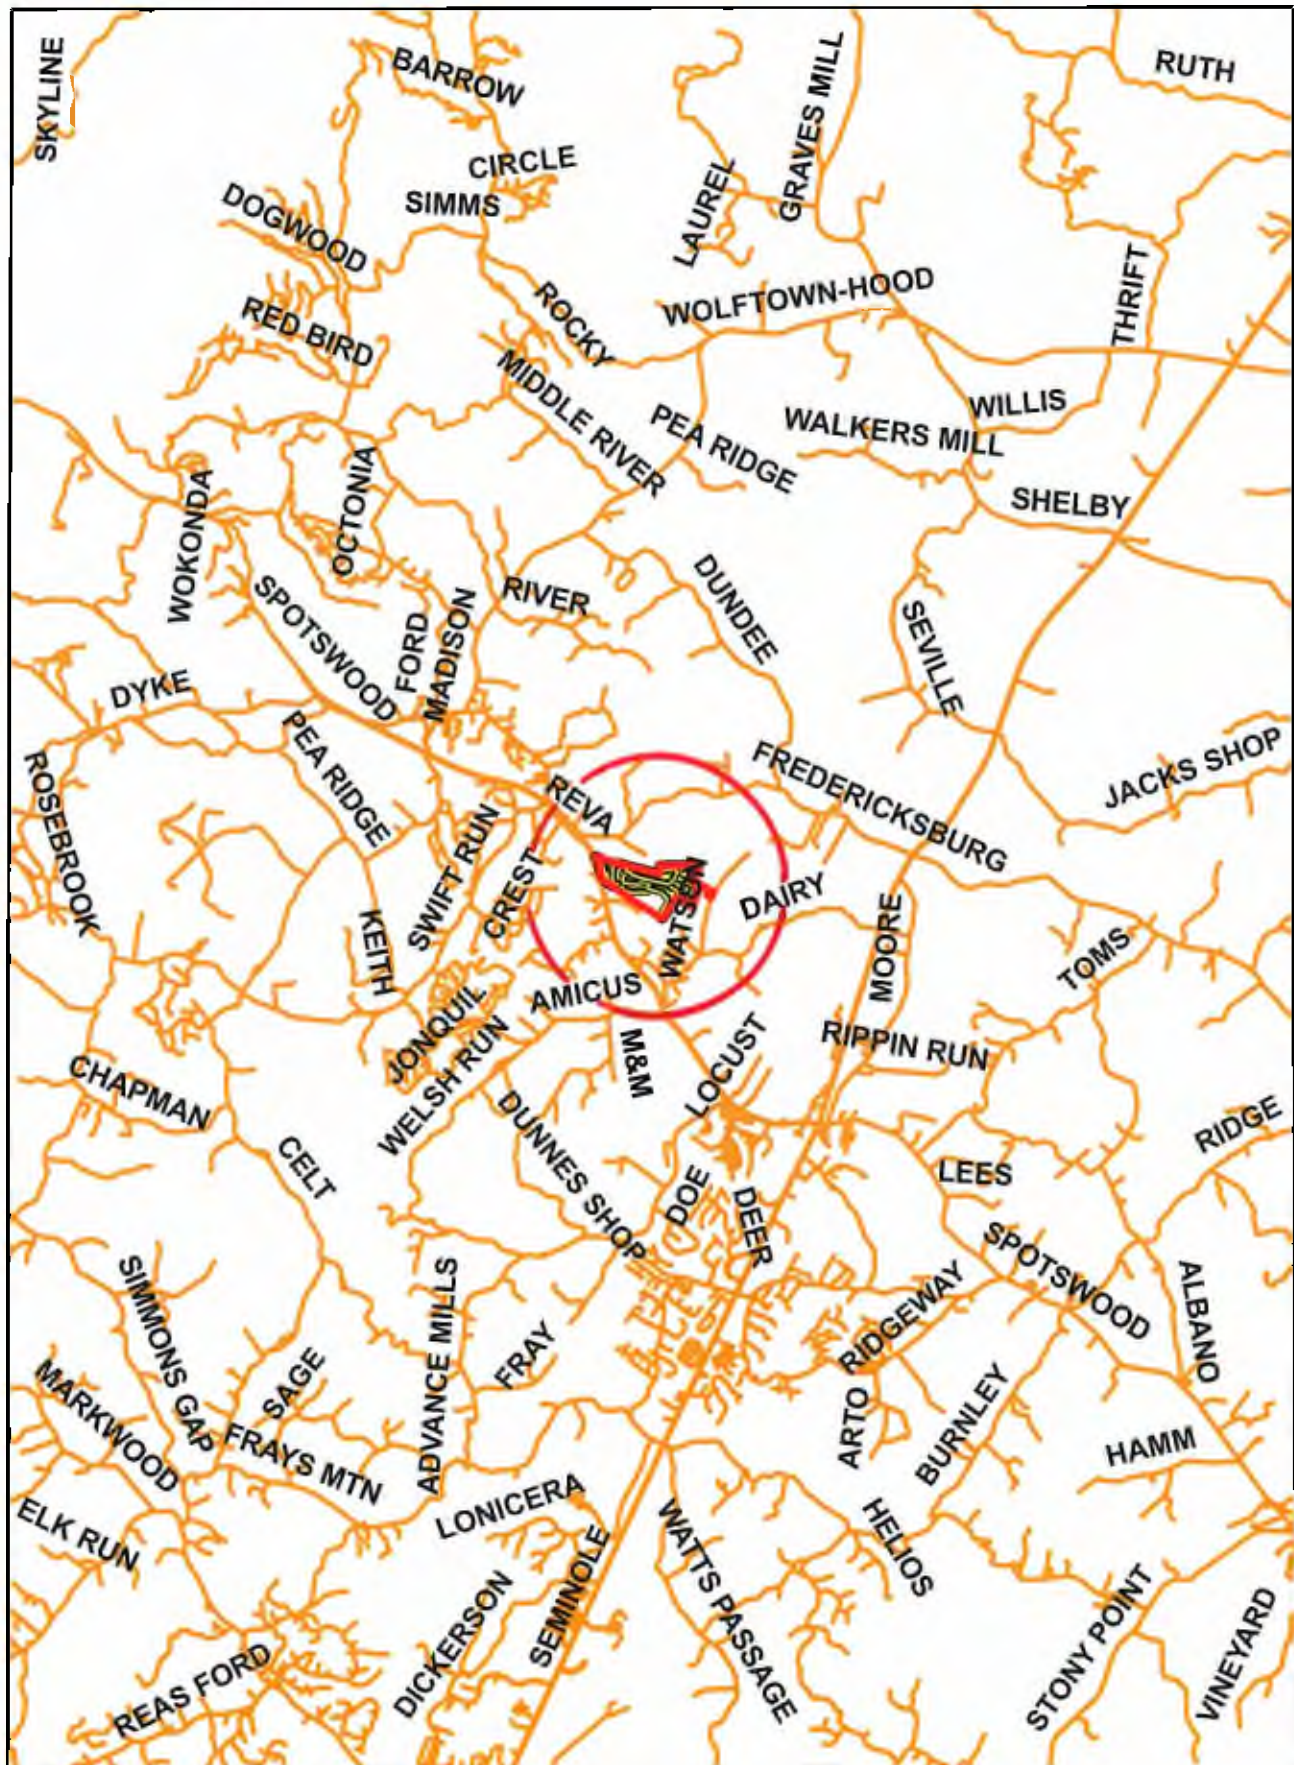 SKYLINE
BARROW
GRAVES MILL
RUTH
CIRCLE
SIMMS
LAUREL
DOGWOOD
THRIFT
WOLFTOWN-HOOD
ROCKY
RED BIRD
MIDDLE RIVER
PEA RIDGE
WILLIS
WALKERS MILL
SHELBY
WOKONDA
OCTONIA
SPOTSWOOD
FORD
MADISON
RIVER
DUNDEE
SEVILLE
DYKE
PEA RIDGE
ROSEBROOK
REVA
FREDERICKSBURG
JACKS SHOP
SWIFT RUN
CREST
WATSON
DAIRY
KEITH
MOORE
TOMS
AMICUS
JONQUIL
WELSH RUN
M&M
LOCUST
RIPPIN RUN
CHAPMAN
DUNNES SHOP
RIDGE
CELT
DOE
DEER
LEES
SPOTSWOOD
ALBANO
SIMMONS GAP
ADVANCE MILLS
FRAY
RIDGEWAY
SAGE
MARKWOOD
FRAYS MTN
ARTO
BURNLEY
HAMM
ELK RUN
LONICERA
WATTS PASSAGE
HELIOS
SEMINOLE
DICKERSON
REAS FORD
STONY POINT
VINEYARD